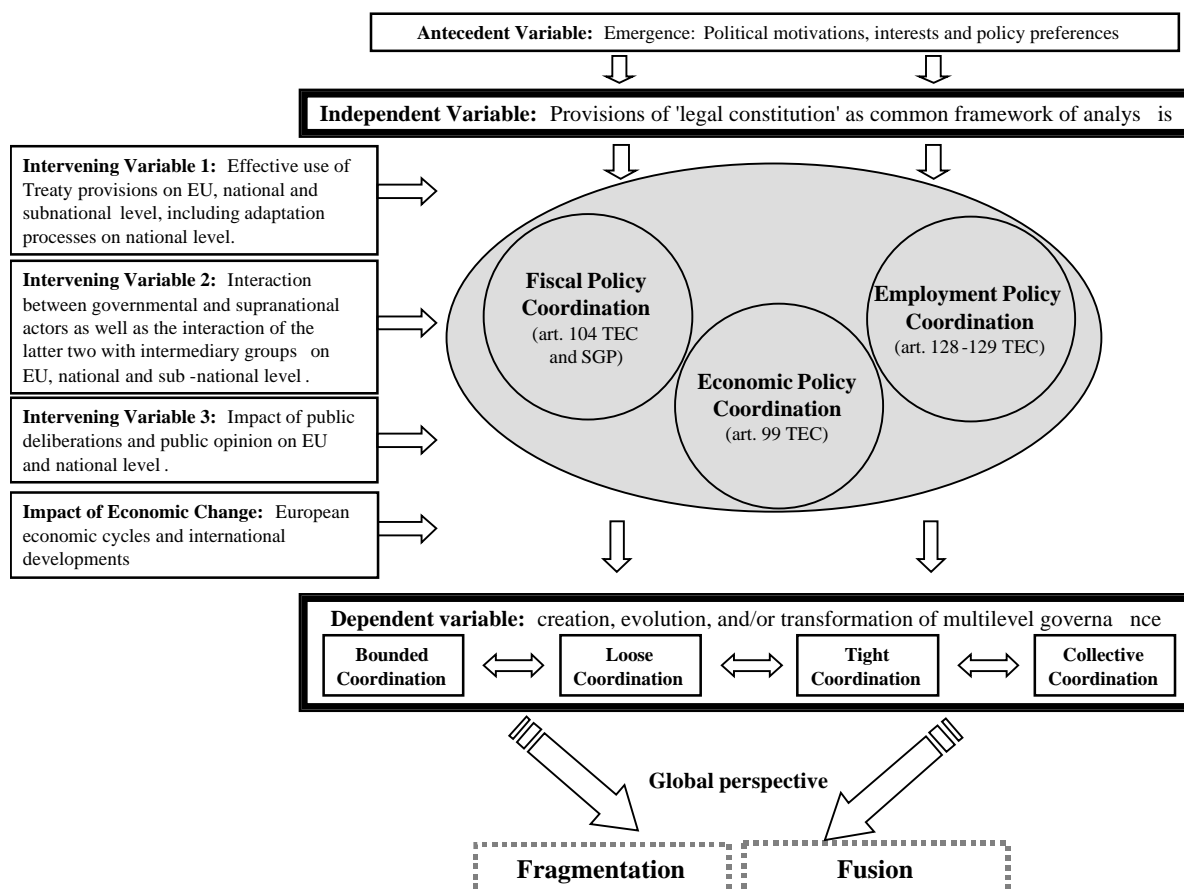 Antecedent Variable: Emergence: Political motivations, interests and policy preferences
Independent Variable: Provisions of 'legal constitution' as common framework of analys is
Intervening Variable 1: Effective use of
Treaty provisions on EU, national and
subnational level, including adaptation
processes on national level.
Intervening Variable 2: Interaction
between governmental and supranational
actors as well as the interaction of the
latter two with intermediary groups on
EU, national and sub -national level .
Intervening Variable 3: Impact of public
deliberations and public opinion on EU
and national level .
Impact of Economic Change: European
economic cycles and international
developments
Fiscal Policy
Coordination
(art. 104 TEC
and SGP)
Economic Policy
Coordination
(art. 99 TEC)
Employment Policy
Coordination
(art. 128 -129 TEC)
Dependent variable: creation, evolution, and/or transformation of multilevel governa nce
Bounded
Coordination
Loose
Coordination
Tight
Coordination
Collective
Coordination
Global perspective
Fragmentation
Fusion